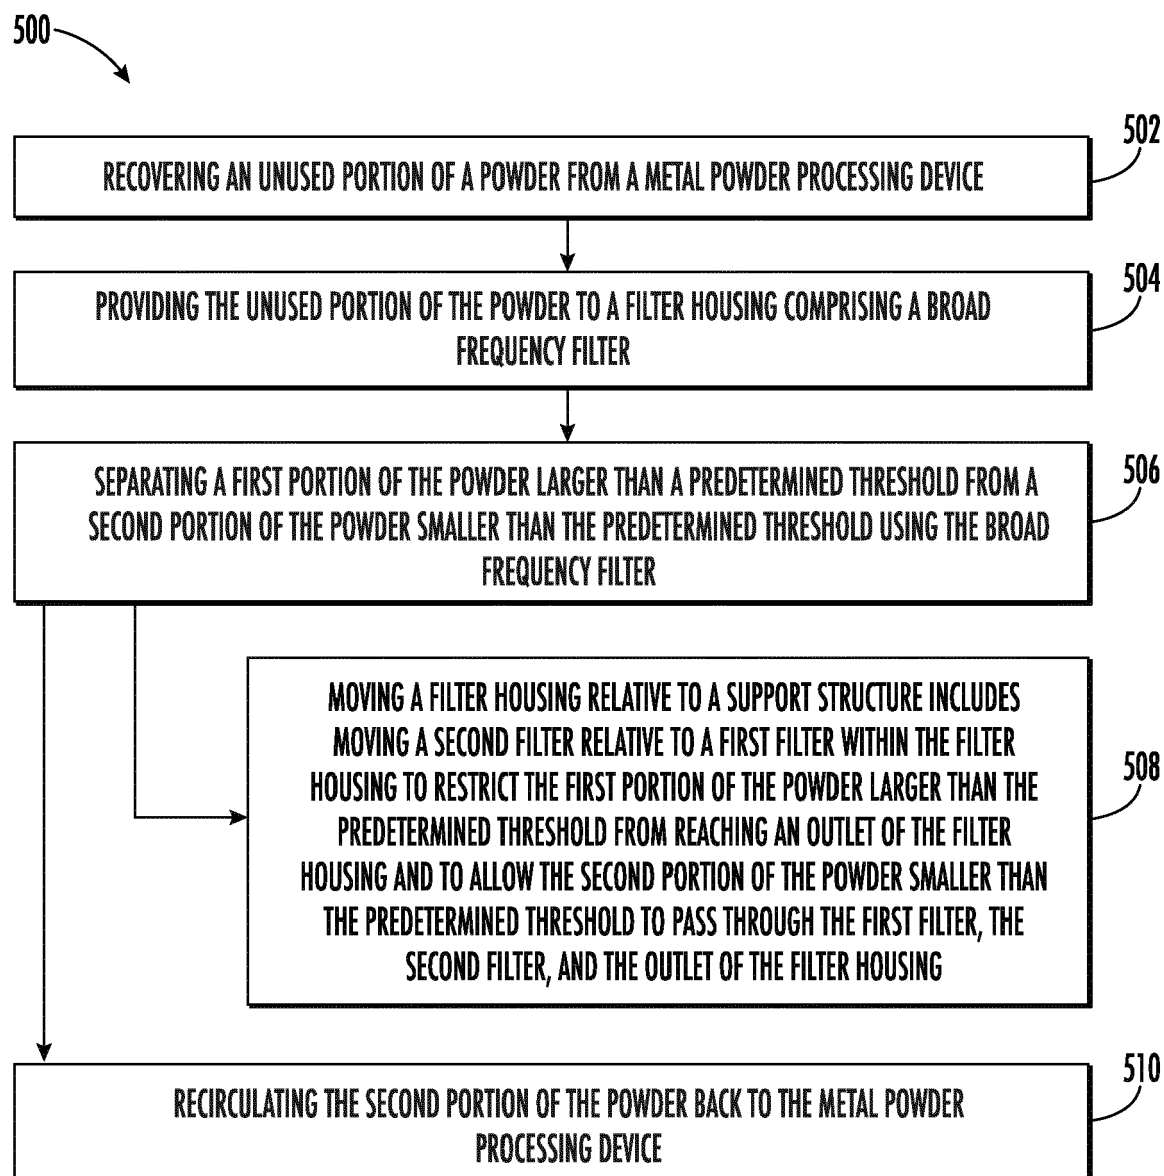 500
502
RECOVERING AN UNUSED PORTION OF A POWDER FROM A METAL POWDER PROCESSING DEVICE
504
PROVIDING THE UNUSED PORTION OF THE POWDER TO A FILTER HOUSING COMPRISING A BROAD
FREQUENCY FILTER
506
SEPARATING A FIRST PORTION OF THE POWDER LARGER THAN A PREDETERMINED THRESHOLD FROM A
SECOND PORTION OF THE POWDER SMALLER THAN THE PREDETERMINED THRESHOLD USING THE BROAD
FREQUENCY FILTER
508
MOVING A FILTER HOUSING RELATIVE TO A SUPPORT STRUCTURE INCLUDES
MOVING A SECOND FILTER RELATIVE TO A FIRST FILTER WITHIN THE FILTER
HOUSING TO RESTRICT THE FIRST PORTION OF THE POWDER LARGER THAN THE
PREDETERMINED THRESHOLD FROM REACHING AN OUTLET OF THE FILTER
HOUSING AND TO ALLOW THE SECOND PORTION OF THE POWDER SMALLER THAN
THE PREDETERMINED THRESHOLD TO PASS THROUGH THE FIRST FILTER, THE
SECOND FILTER, AND THE OUTLET OF THE FILTER HOUSING
510
RECIRCULATING THE SECOND PORTION OF THE POWDER BACK TO THE METAL POWDER
PROCESSING DEVICE